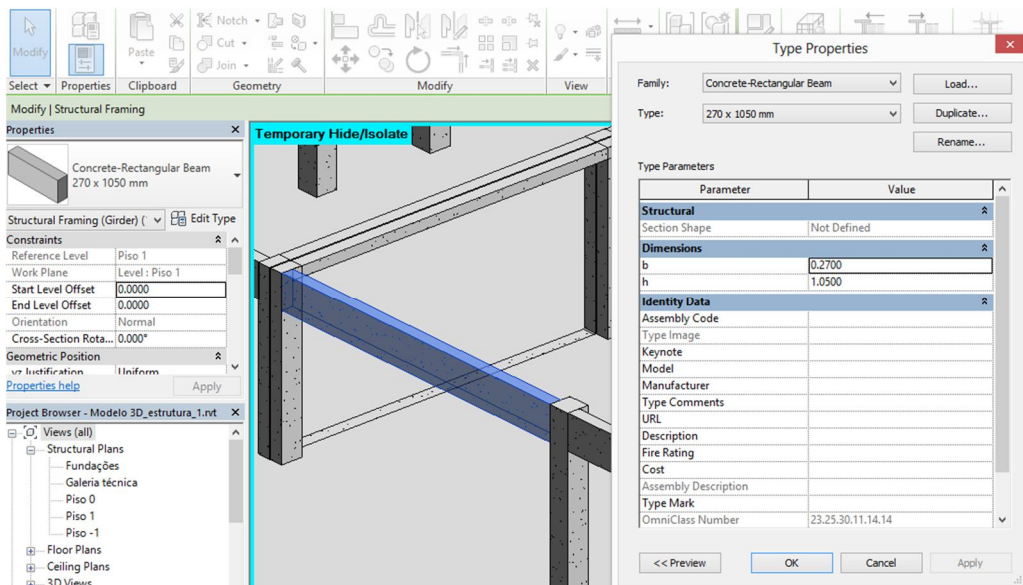 Modify
Paste
Notch
Cut
Join
Select
Properties
Clipboard
Geometry
Modify
View
Modify | Structural Framing
Properties
Concrete-Rectangular Beam
270 x 1050 mm
Structural Framing (Girder) (
Edit Type
Constraints
Reference Level Piso 1
Work Plane Level : Piso 1
Start Level Offset 0.0000
End Level Offset 0.0000
Orientation Normal
Cross-Section Rota... 0.000°
Geometric Position
yz Justification Uniform
Properties help
Apply
Project Browser - Modelo 3D_estrutura_1.rvt
Views (all)
Structural Plans
Fundações
Galeria técnica
Piso 0
Piso 1
Piso -1
Floor Plans
Ceiling Plans
3D Views
Temporary Hide/Isolate
Type Properties
Family: Concrete-Rectangular Beam Load...
Type: 270 x 1050 mm Duplicate...
Rename...
Type Parameters
Parameter Value
Structural
Section Shape Not Defined
Dimensions
b 0.2700
h 1.0500
Identity Data
Assembly Code
Type Image
Keynote
Model
Manufacturer
Type Comments
URL
Description
Fire Rating
Cost
Assembly Description
Type Mark
OmniClass Number 23.25.30.11.14.14
<< Preview OK Cancel Apply